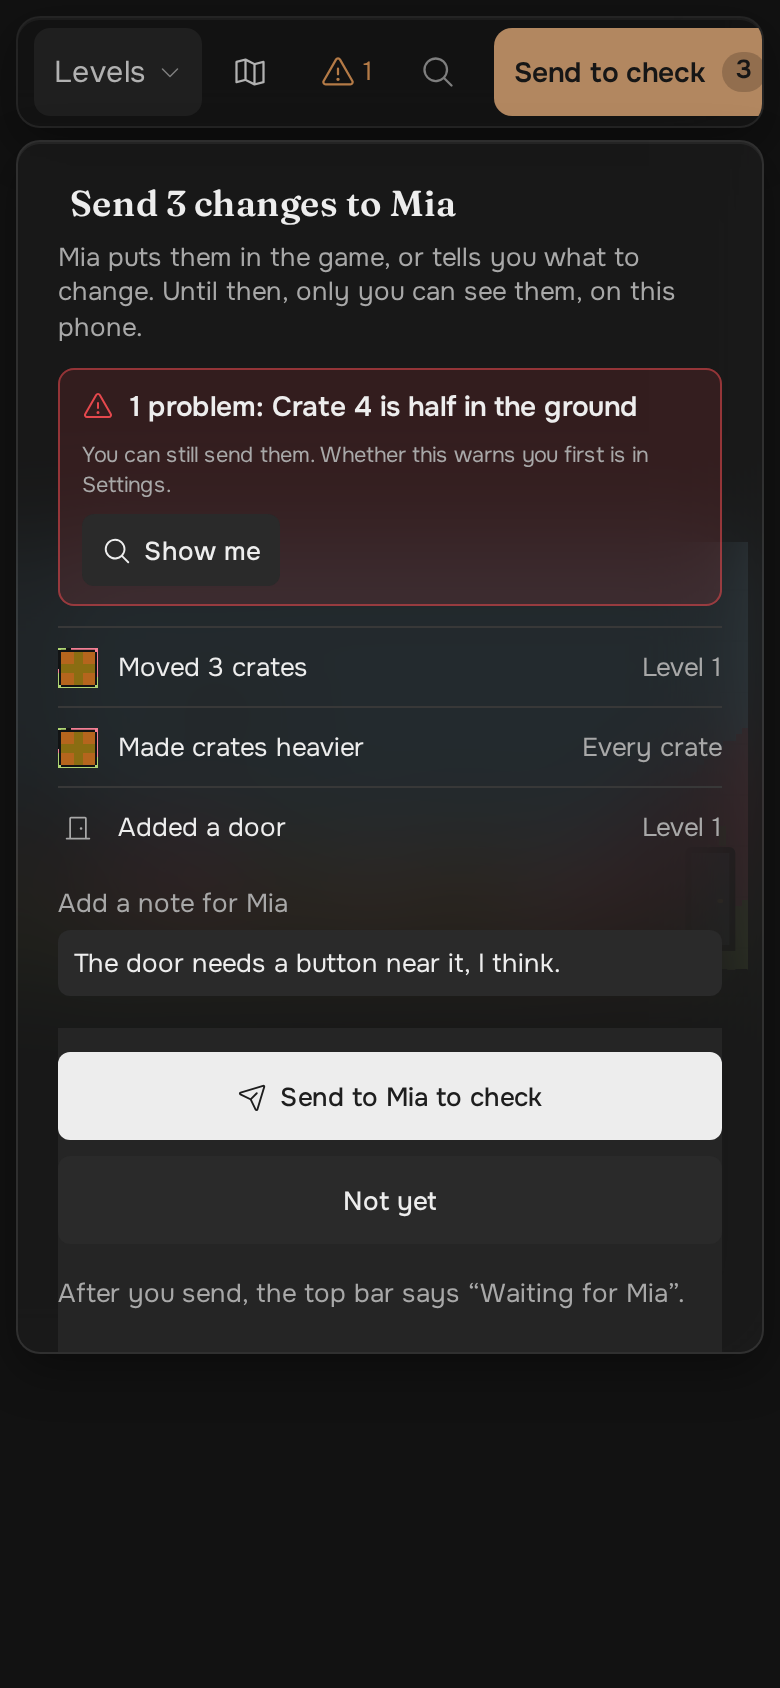 Levels
1
Send to check 3
Send 3 changes to Mia
Mia puts them in the game, or tells you what to
change. Until then, only you can see them, on this
phone.
1 problem: Crate 4 is half in the ground
You can still send them. Whether this warns you first is in
Settings.
Show me
Moved 3 crates Level 1
Made crates heavier Every crate
Added a door Level 1
Add a note for Mia
The door needs a button near it, I think.
Send to Mia to check
Not yet
After you send, the top bar says “Waiting for Mia”.